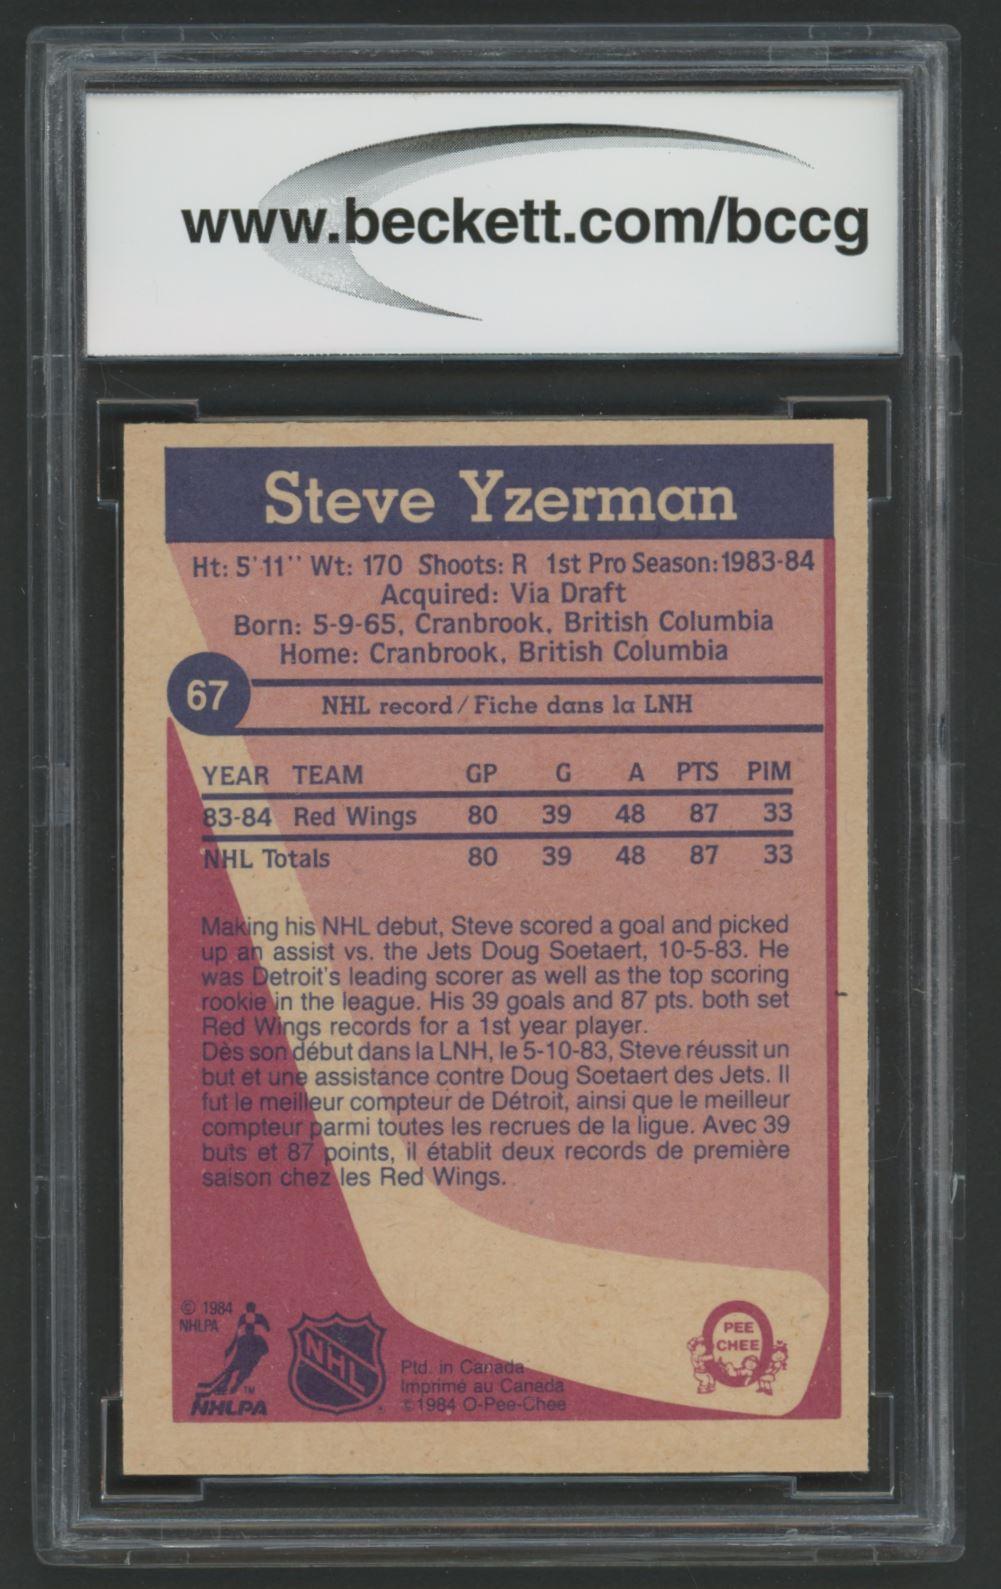 www.beckett.com/bccg
Steve Yzerman
Ht: 5'11" Wt: 170 Shoots: R 1st Pro Season: 1983-84
Acquired: Via Draft
Born: 5-9-65, Cranbrook, British Columbia
Home: Cranbrook, British Columbia
67
NHL record/Fiche dans la LNH
YEAR TEAM GP G A PTS PIM
83-84 Red Wings 80 39 48 87 33
NHL Totals 80 39 48 87 33
Making his NHL debut, Steve scored a goal and picked
up an assist vs. the Jets Doug Soetaert, 10-5-83. He
was Detroit's leading scorer as well as the top scoring
rookie in the league. His 39 goals and 87 pts. both set
Red Wings records for a 1st year player.
Dès son début dans la LNH, le 5-10-83, Steve réussit un
but et une assistance contre Doug Soetaert des Jets. Il
fut le meilleur compteur de Détroit, ainsi que le meilleur
compteur parmi toutes les recrues de la ligue. Avec 39
buts et 87 points, il établit deux records de première
saison chez les Red Wings.
© 1984
NHLPA
NHLPA
TM
NHL
Ptd. in Canada
Imprimé au Canada
©1984 O-Pee-Chee
O
PEE
CHEE